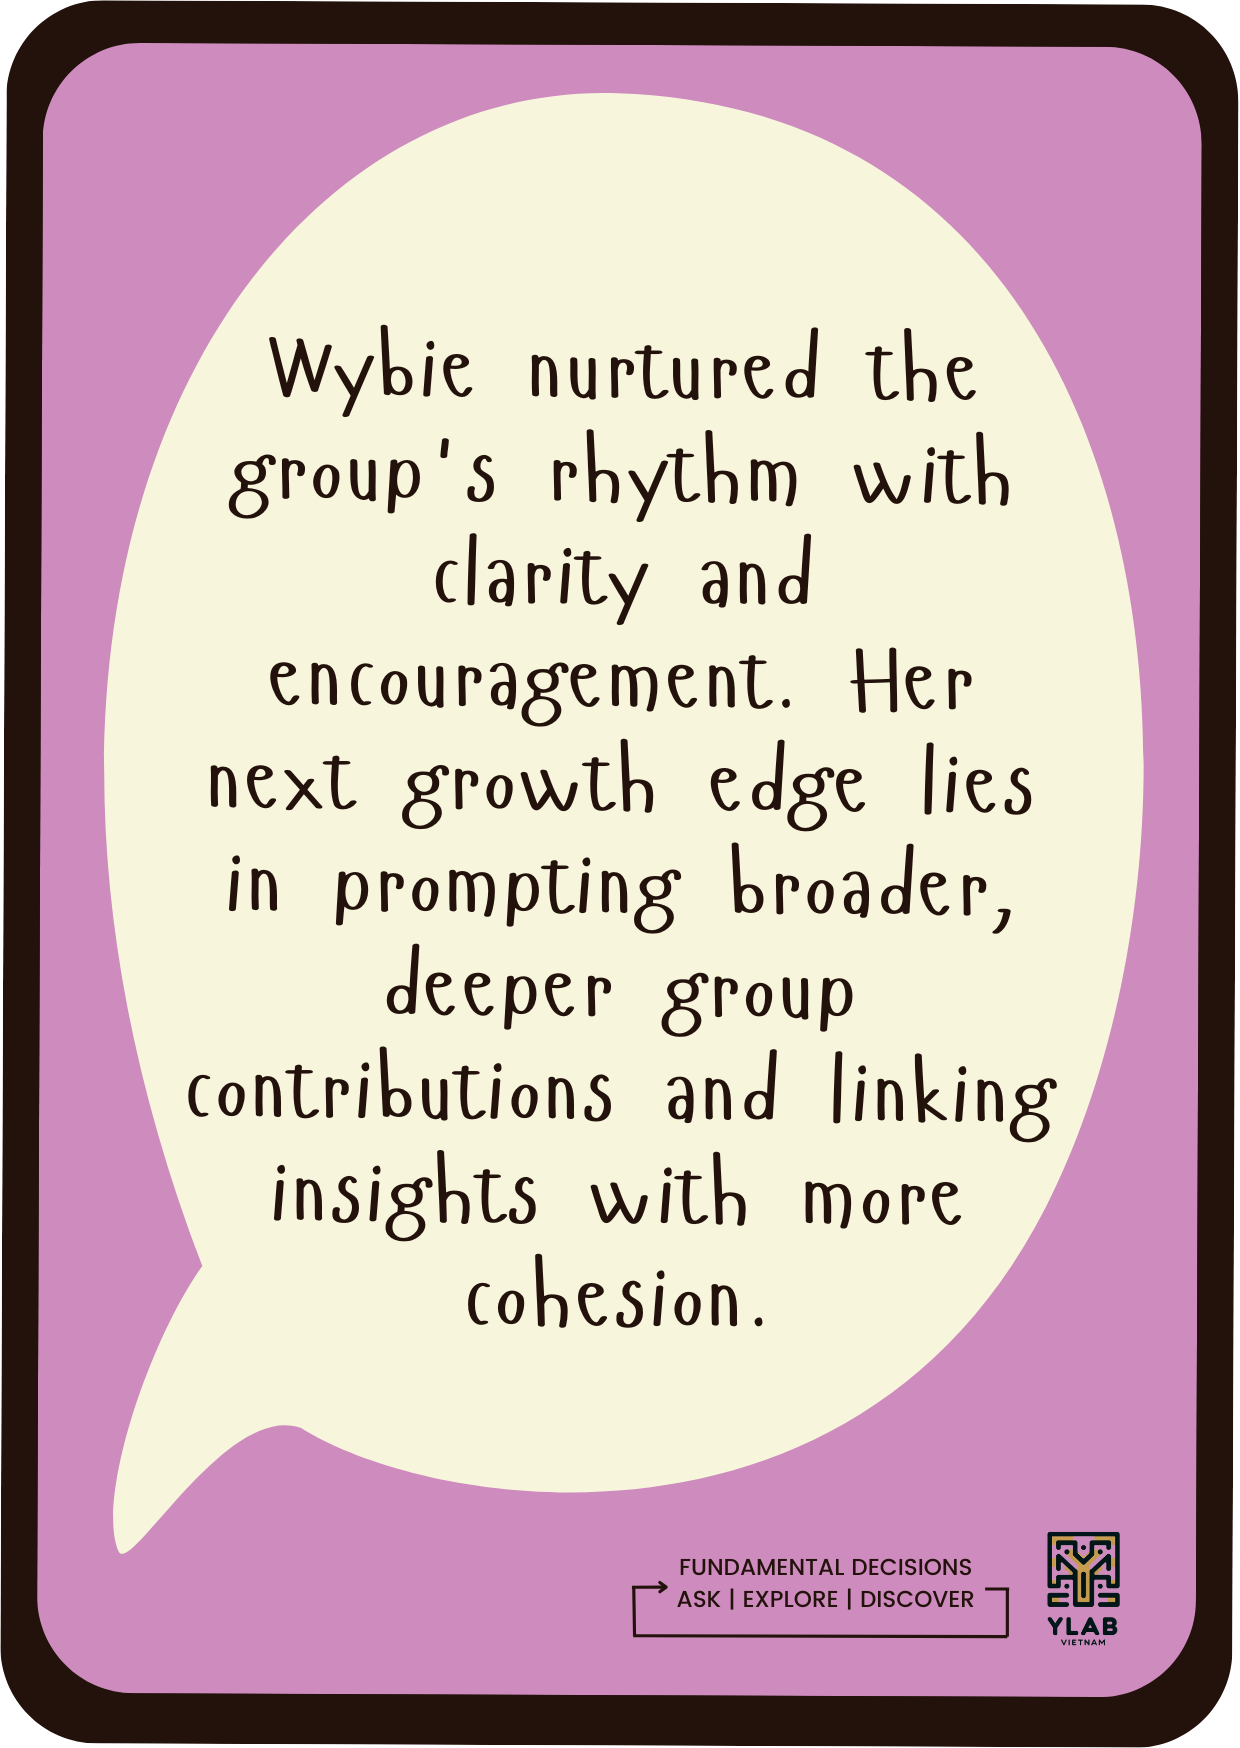 Wybie nurtured the
group's rhythm with
clarity and
encouragement. Her
next growth edge lies
in prompting broader,
deeper group
contributions and linking
insights with more
cohesion.
FUNDAMENTAL DECISIONS
ASK | EXPLORE | DISCOVER
YLAB
VIETNAM